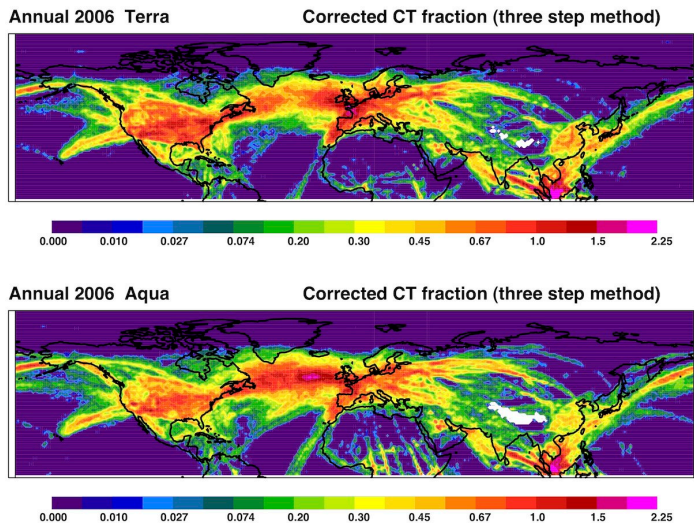 Annual 2006 Terra Corrected CT fraction (three step method)
0.000 0.010 0.027 0.074 0.20 0.30 0.45 0.67 1.0 1.5 2.25
Annual 2006 Aqua Corrected CT fraction (three step method)
0.000 0.010 0.027 0.074 0.20 0.30 0.45 0.67 1.0 1.5 2.25